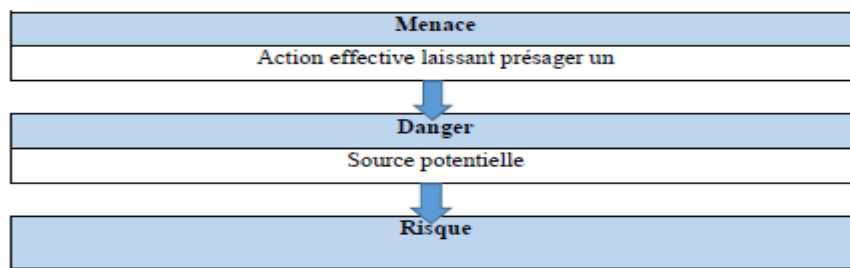 Menace
Action effective laissant présager un
Danger
Source potentielle
Risque